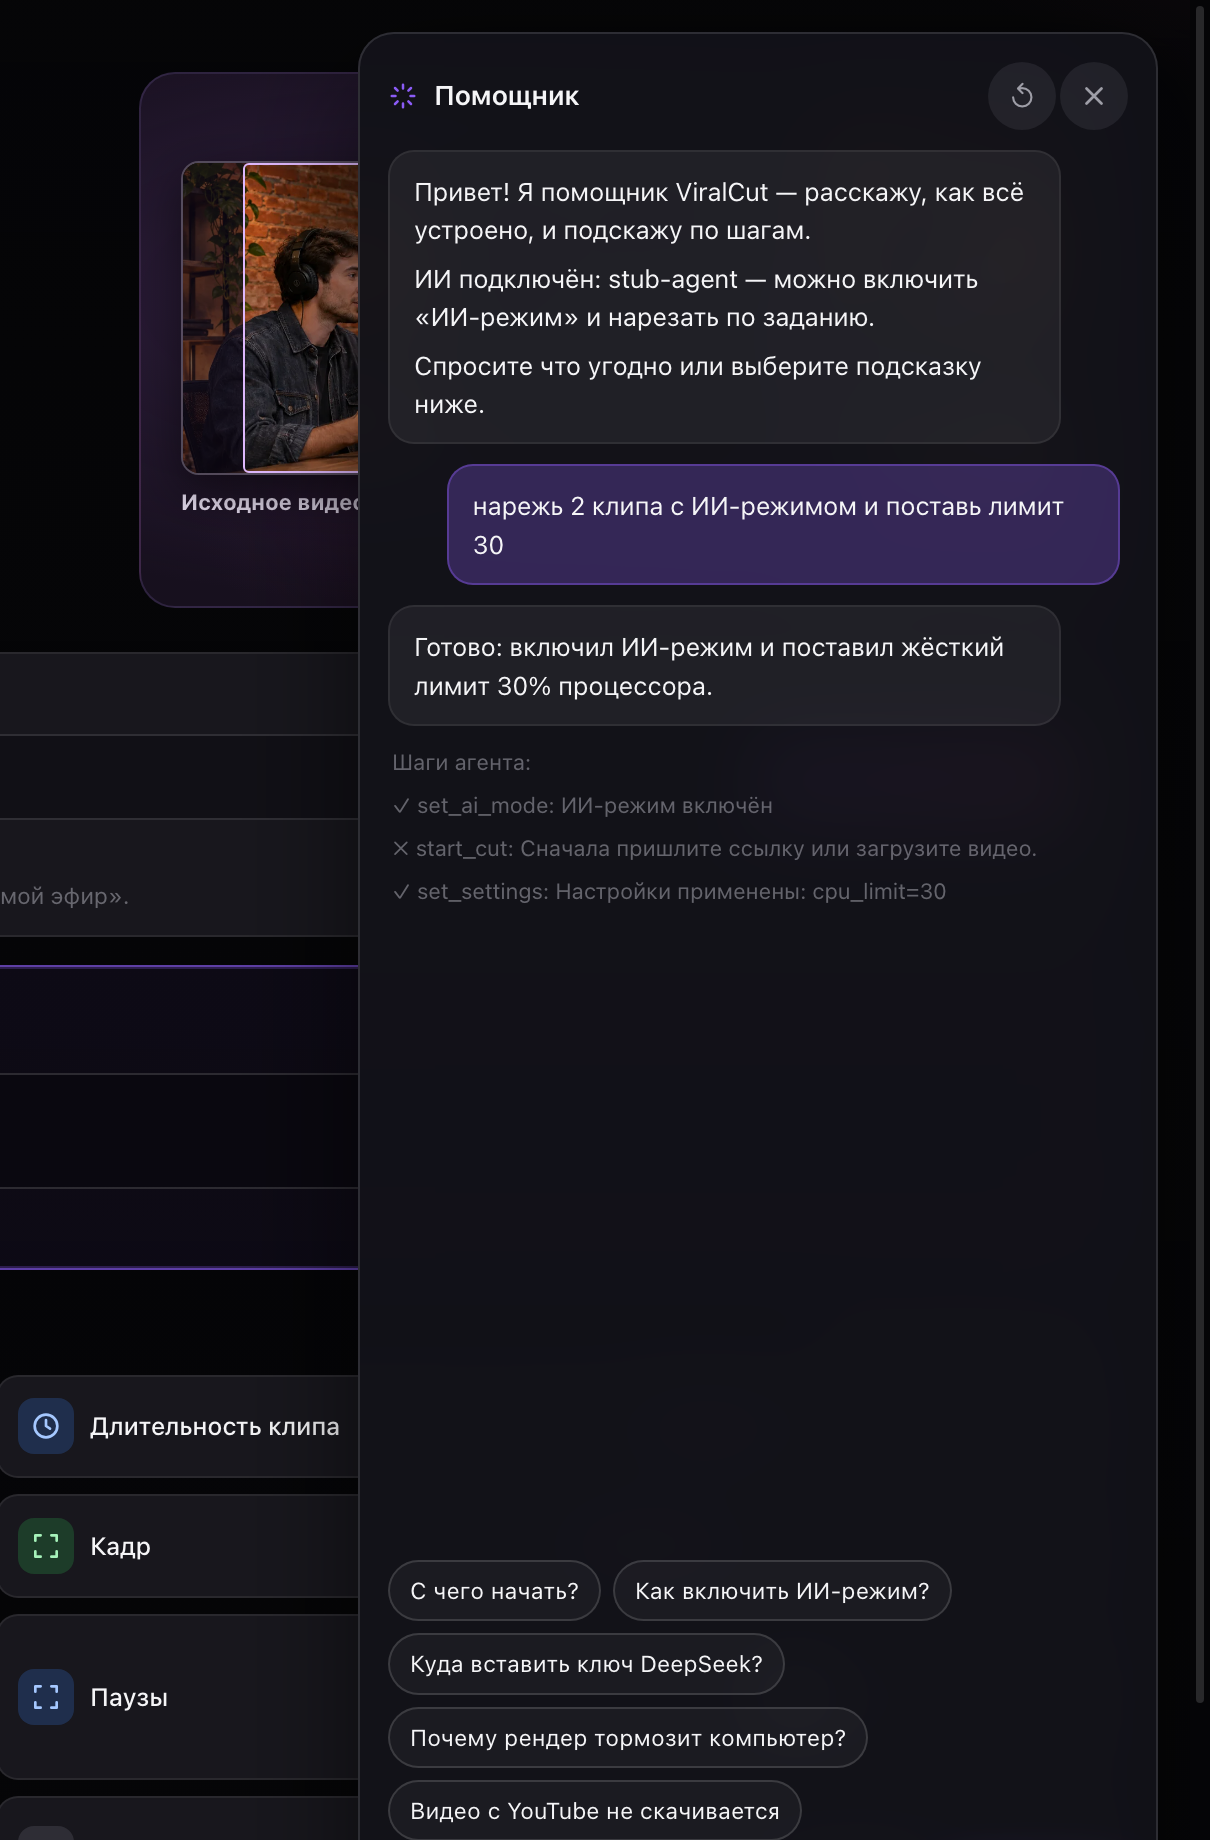 Помощник
Привет! Я помощник ViralCut — расскажу, как всё
устроено, и подскажу по шагам.
ИИ подключён: stub-agent — можно включить
«ИИ-режим» и нарезать по заданию.
Спросите что угодно или выберите подсказку
ниже.
Исходное видео
нарежь 2 клипа с ИИ-режимом и поставь лимит
30
Готово: включил ИИ-режим и поставил жёсткий
лимит 30% процессора.
Шаги агента:
✓ set_ai_mode: ИИ-режим включён
✕ start_cut: Сначала пришлите ссылку или загрузите видео.
✓ set_settings: Настройки применены: cpu_limit=30
мой эфир».
Длительность клипа
Кадр
Паузы
С чего начать?
Как включить ИИ-режим?
Куда вставить ключ DeepSeek?
Почему рендер тормозит компьютер?
Видео с YouTube не скачивается